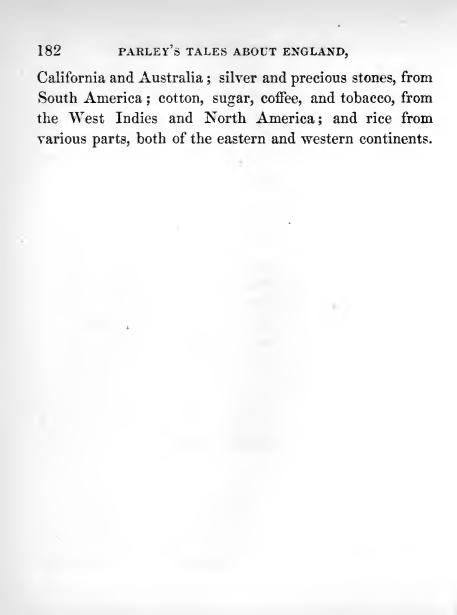 182 PARLEY'S TALES ABOUT ENGLAND,
California and Australia; silver and precious stones, from
South America; cotton, sugar, coffee, and tobacco, from
the West Indies and North America; and rice from
various parts, both of the eastern and western continents.